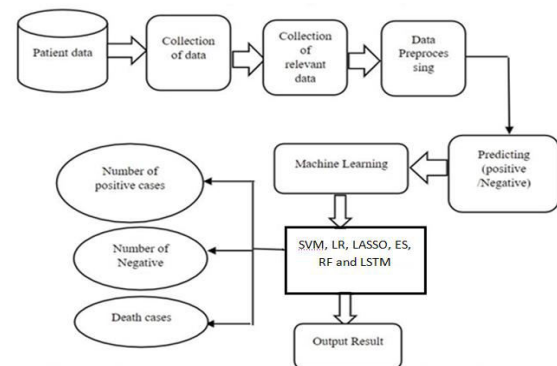 Patient data
Collection
of data
Collection
of
relevant
data
Data
Preproces
sing
Predicting
(positive
/Negative)
Machine Learning
SVM, LR, LASSO, ES,
RF and LSTM
Number of
positive cases
Number of
Negative
Death cases
Output Result